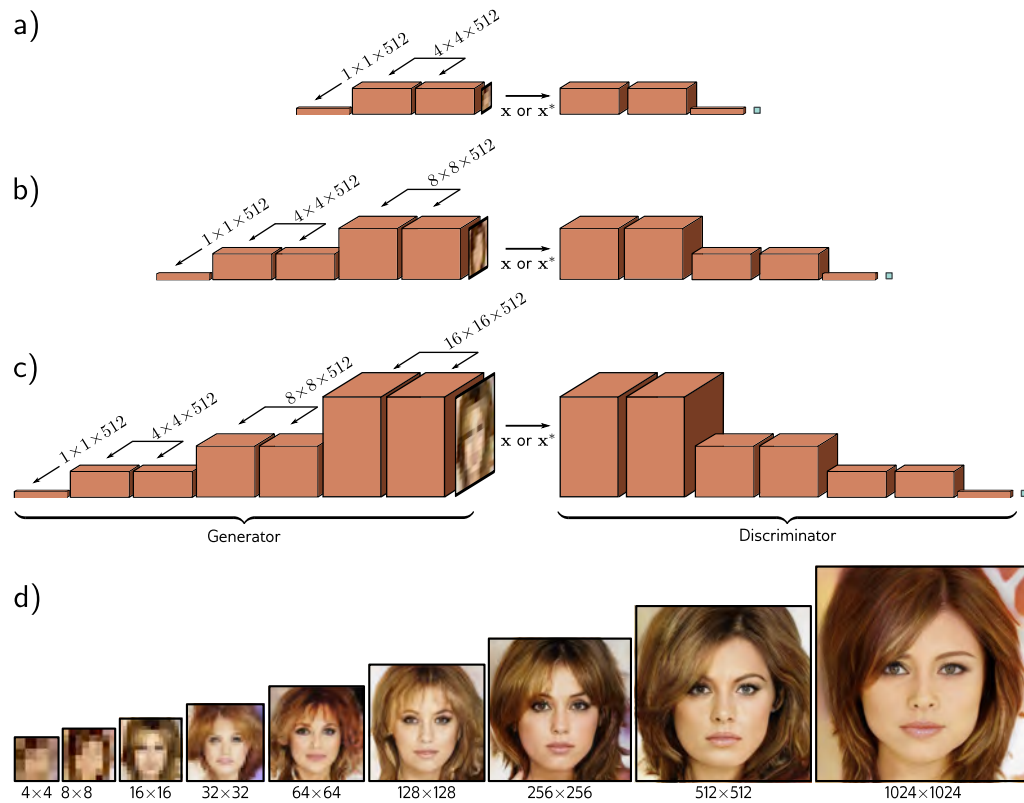 a)
1×1×512
4×4×512
x or x*
b)
1×1×512
4×4×512
8×8×512
x or x*
c)
1×1×512
4×4×512
8×8×512
16×16×512
x or x*
Generator
Discriminator
d)
4×4
8×8
16×16
32×32
64×64
128×128
256×256
512×512
1024×1024